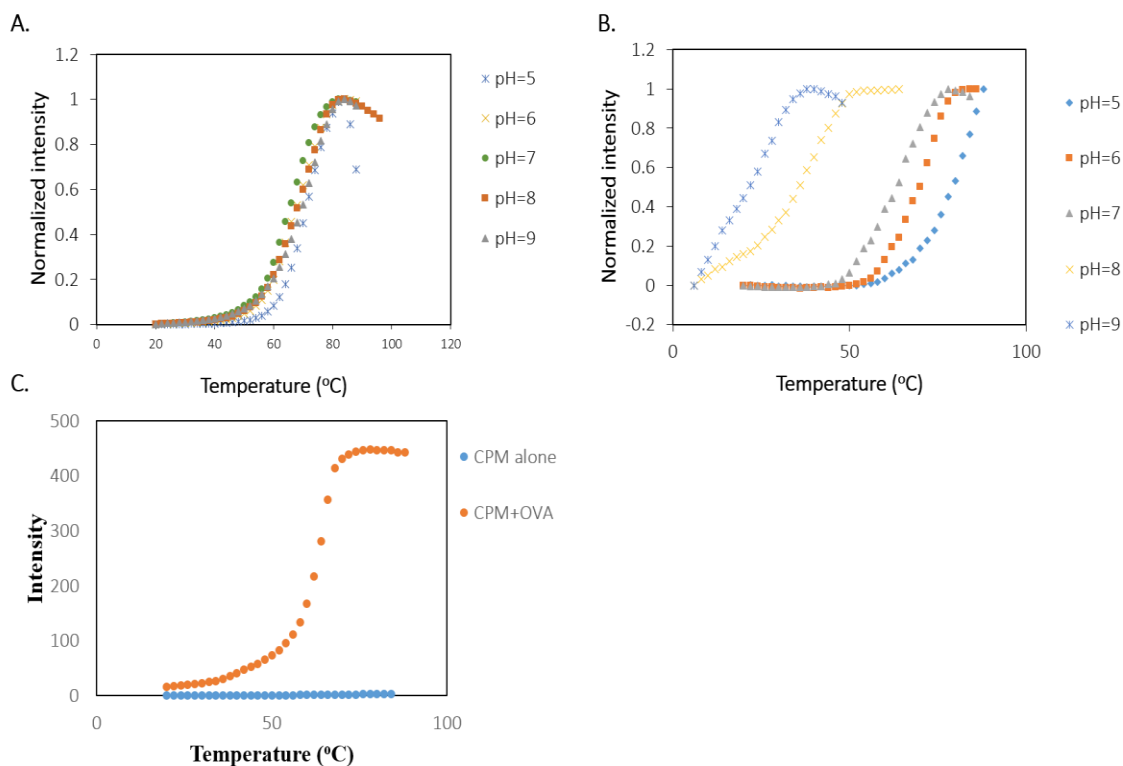 A.
1.2
1
0.8
0.6
0.4
0.2
0
0 20 40 60 80 100 120
Normalized intensity
Temperature (ºC)
pH=5
pH=6
pH=7
pH=8
pH=9
B.
1.2
1
0.8
0.6
0.4
0.2
0
-0.2
0 50 100
Normalized intensity
Temperature (ºC)
pH=5
pH=6
pH=7
pH=8
pH=9
C.
500
400
300
200
100
0
0 50 100
Intensity
Temperature (ºC)
CPM alone
CPM+OVA